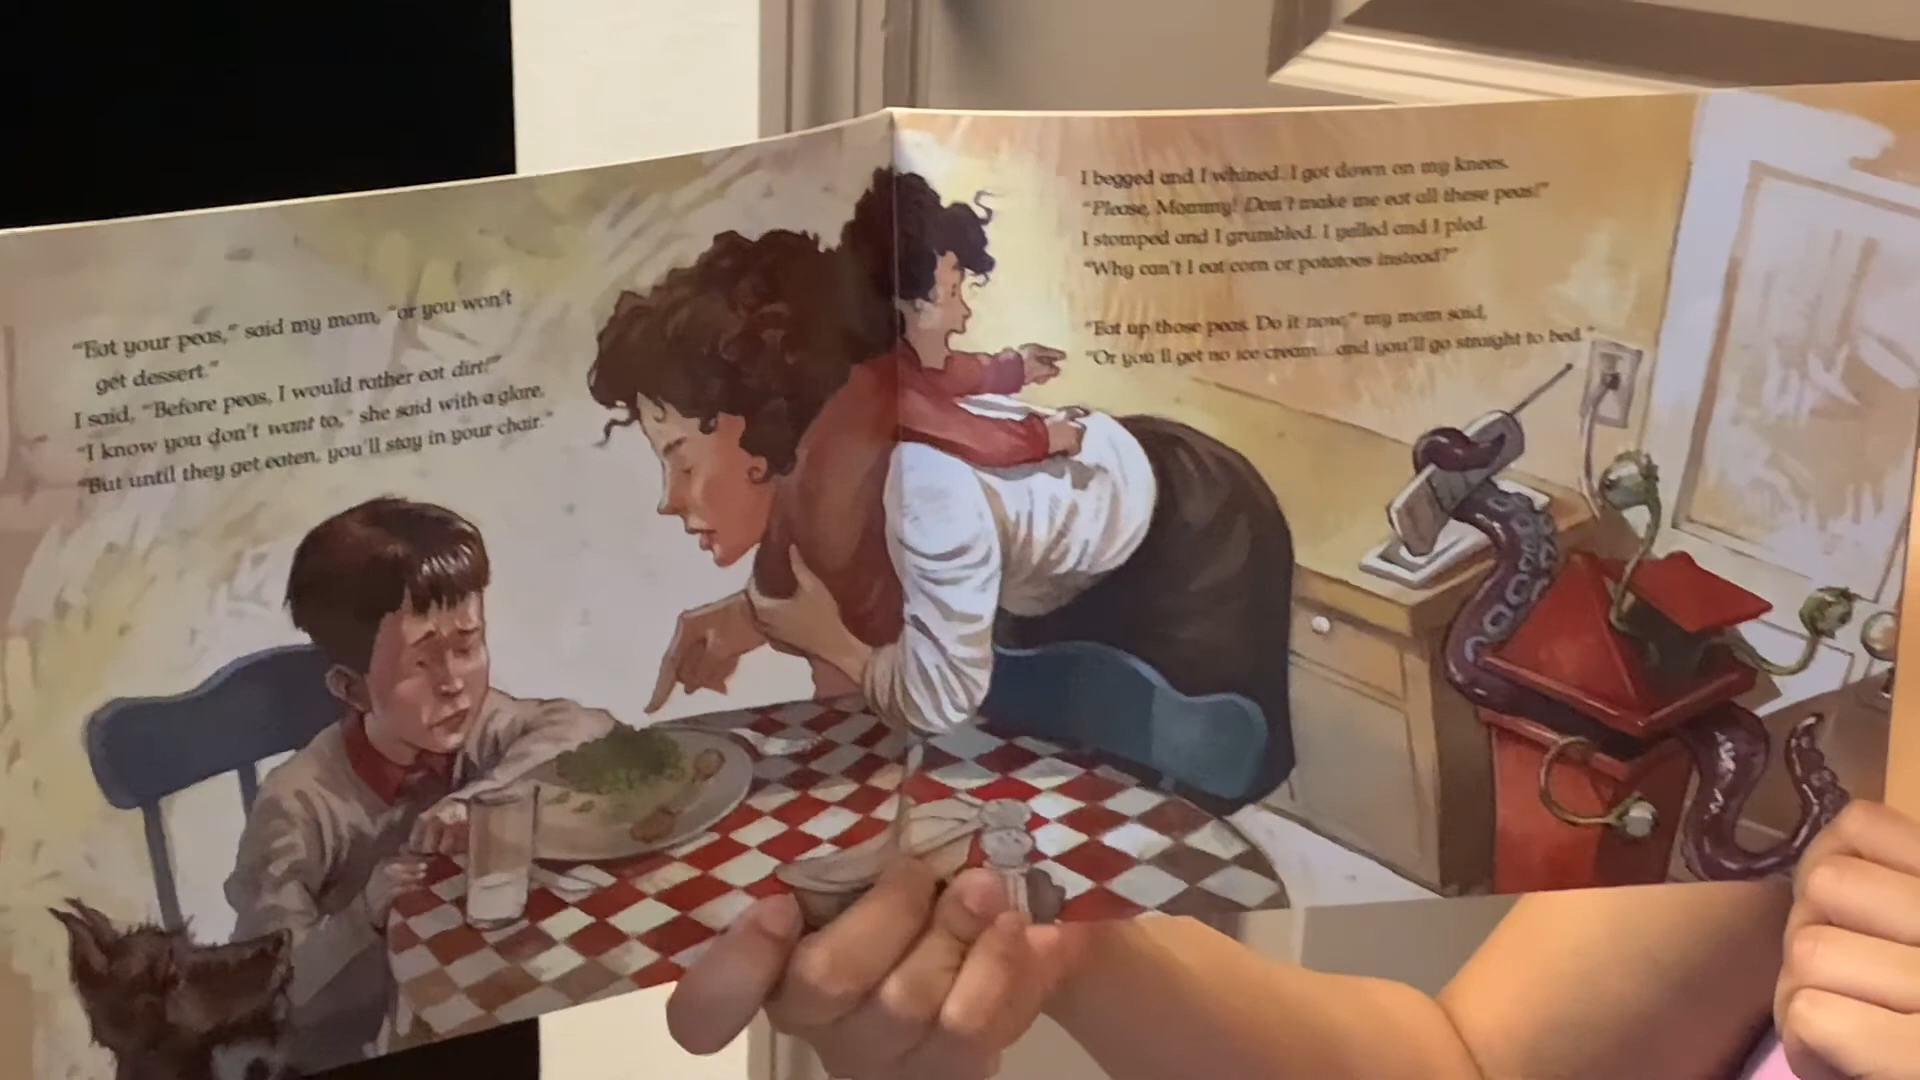 "Eat your peas," said my mom, "or you won't
get dessert."
I said, "Before peas, I would rather eat dirt!"
"I know you don't want to," she said with a glare,
"But until they get eaten, you'll stay in your chair."
I begged and I whined. I got down on my knees.
"Please, Mommy! Don't make me eat all these peas!"
I stomped and I grumbled. I yelled and I pled.
"Why can't I eat corn or potatoes instead?"
"Eat up those peas. Do it now," my mom said,
"Or you'll get no ice cream...and you'll go straight to bed."